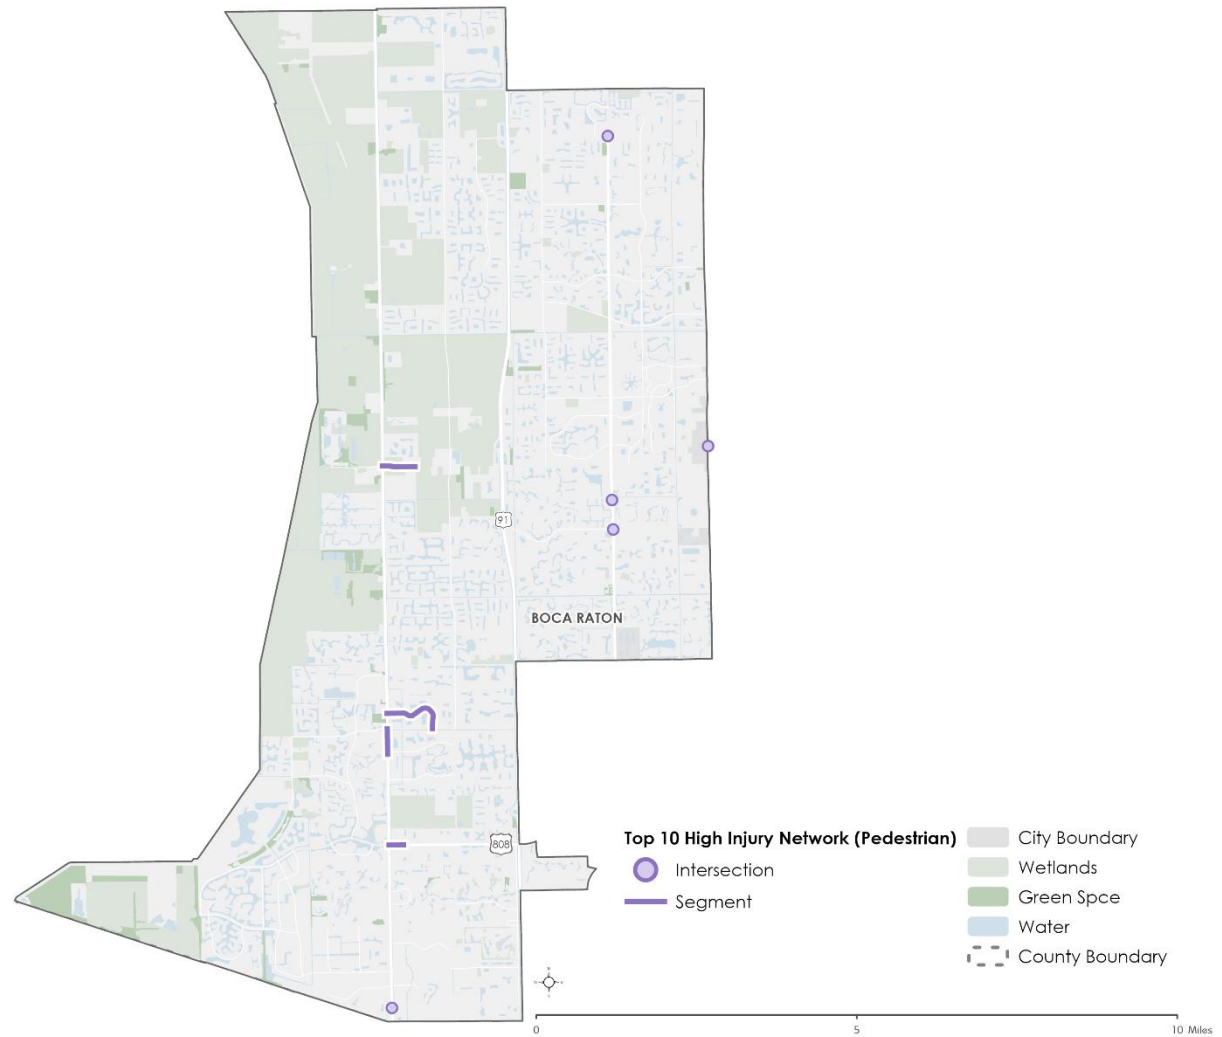 91
BOCA RATON
808
Top 10 High Injury Network (Pedestrian)
Intersection
Segment
City Boundary
Wetlands
Green Spce
Water
County Boundary
0
5
10 Miles